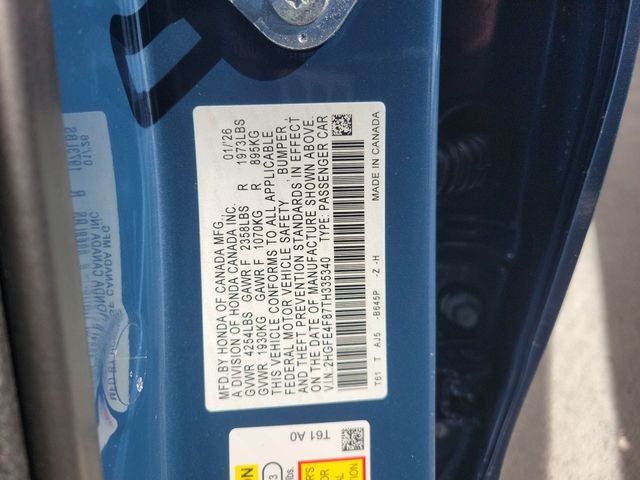 MFD.BY HONDA OF CANADA MFG. 01/26
A DIVISION OF HONDA CANADA INC.
GVWR 4254LBS GAWR F 2358LBS R 1973LBS
GVWR 1930KG GAWR F 1070KG R 895KG
THIS VEHICLE CONFORMS TO ALL APPLICABLE
FEDERAL MOTOR VEHICLE SAFETY, BUMPER,
AND THEFT PREVENTION STANDARDS IN EFFECT
ON THE DATE OF MANUFACTURE SHOWN ABOVE.
V.I.N. 2HGFE4F87TH335340 TYPE: PASSENGER CAR
T61 T AJ5 -B645P -Z -H MADE IN CANADA
T61 A0